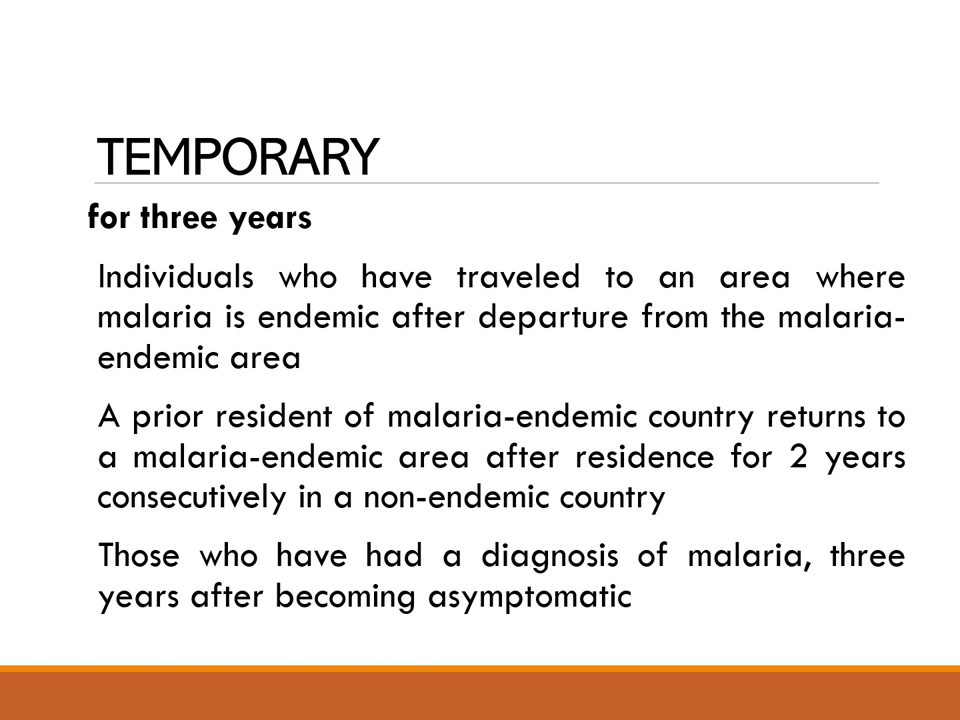 TEMPORARY
for three years
Individuals who have traveled to an area where
malaria is endemic after departure from the malaria-
endemic area
A prior resident of malaria-endemic country returns to
a malaria-endemic area after residence for 2 years
consecutively in a non-endemic country
Those who have had a diagnosis of malaria, three
years after becoming asymptomatic